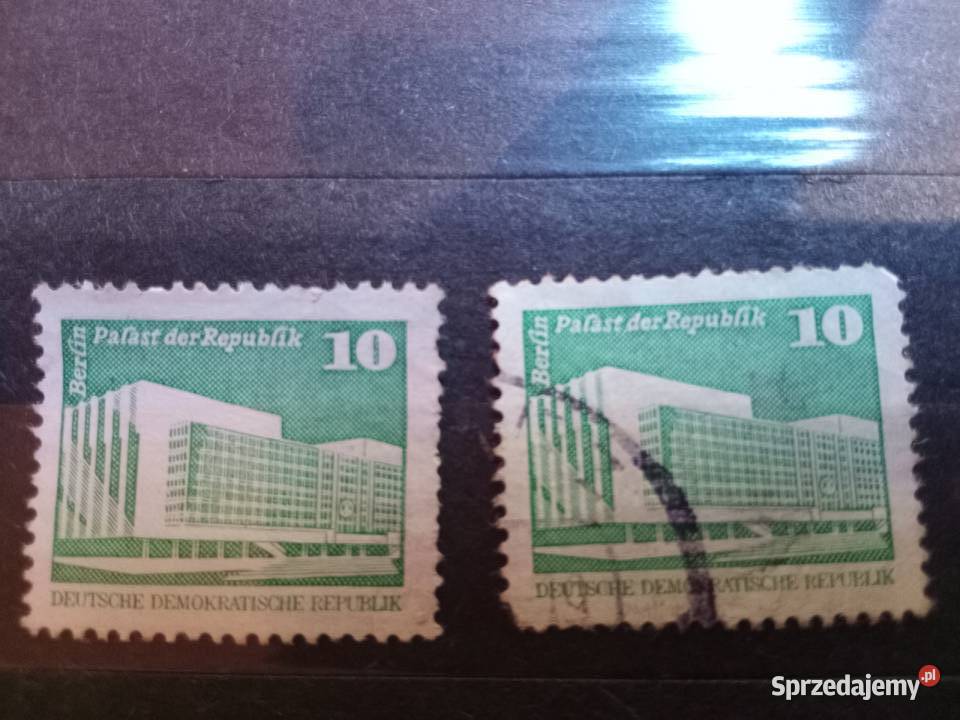 Berlin
Palast der Republik
10
DEUTSCHE DEMOKRATISCHE REPUBLIK
Berlin
Palast der Republik
10
DEUTSCHE DEMOKRATISCHE REPUBLIK
Sprzedajemy.pl